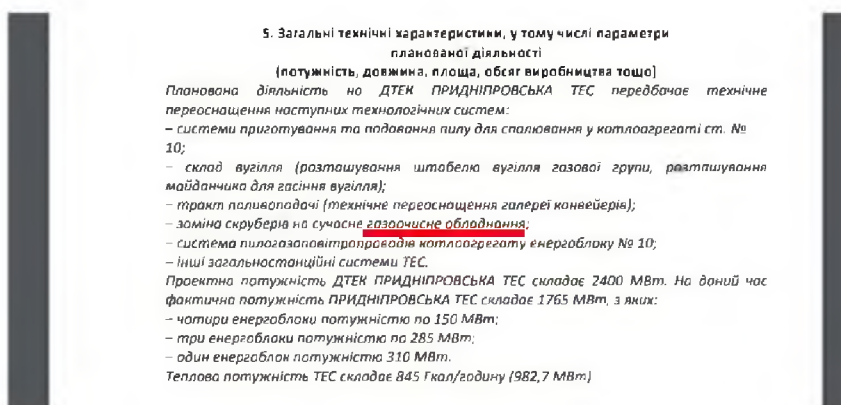 5. Загальні технічні характеристики, у тому числі параметри
планованої діяльності
(потужність, довжина, площа, обсяг виробництва тощо)
Планована діяльність на ДТЕК ПРИДНІПРОВСЬКА ТЕС передбачає технічне
переоснащення наступних технологічних систем:
– системи приготування та подавання пилу для спалювання у котлоагрегаті ст. №
10;
– склад вугілля (розташування штабелю вугілля газової групи, розташування
майданчика для гасіння вугілля);
– тракт паливоподачі (технічне переоснащення галереї конвейерів);
– заміна скруберів на сучасне газоочисне обладнання;
– система пилогазоповітропроводів котлоагрегату енергоблоку № 10;
– інші загальностанційні системи ТЕС.
Проектна потужність ДТЕК ПРИДНІПРОВСЬКА ТЕС складає 2400 МВт. На даний час
фактична потужність ПРИДНІПРОВСЬКА ТЕС складає 1765 МВт, з яких:
– чотири енергоблоки потужністю по 150 МВт;
– три енергоблоки потужністю по 285 МВт;
– один енергоблок потужністю 310 МВт.
Теплова потужність ТЕС складає 845 Гкал/годину (982,7 МВт)